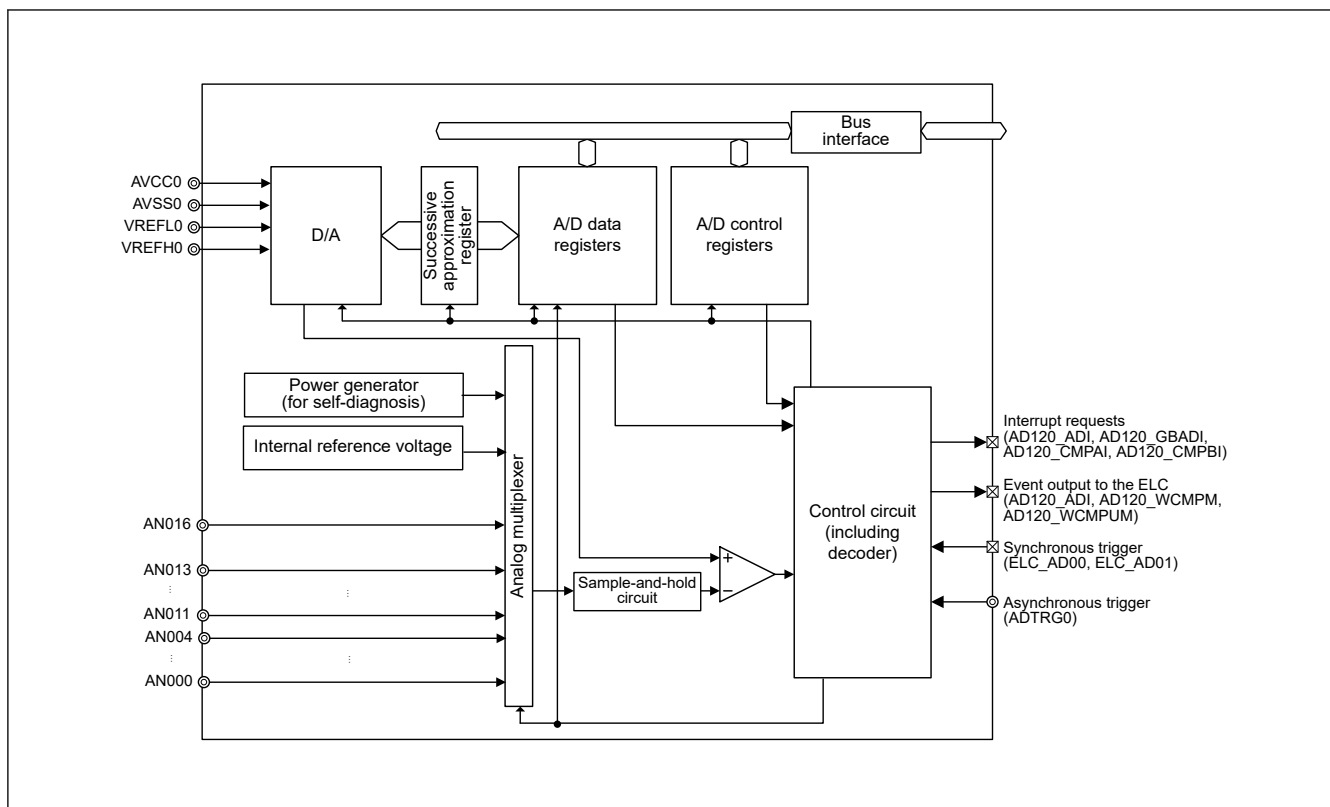 Bus
interface
AVCC0
AVSS0
VREFL0
VREFH0
D/A
Successive
approximation
register
A/D data
registers
A/D control
registers
Power generator
(for self-diagnosis)
Internal reference voltage
Analog multiplexer
AN016
AN013
AN011
AN004
AN000
Sample-and-hold
circuit
+
−
Control circuit
(including
decoder)
Interrupt requests
(AD120_ADI, AD120_GBADI,
AD120_CMPAI, AD120_CMPBI)
Event output to the ELC
(AD120_ADI, AD120_WCMPM,
AD120_WCMPUM)
Synchronous trigger
(ELC_AD00, ELC_AD01)
Asynchronous trigger
(ADTRG0)